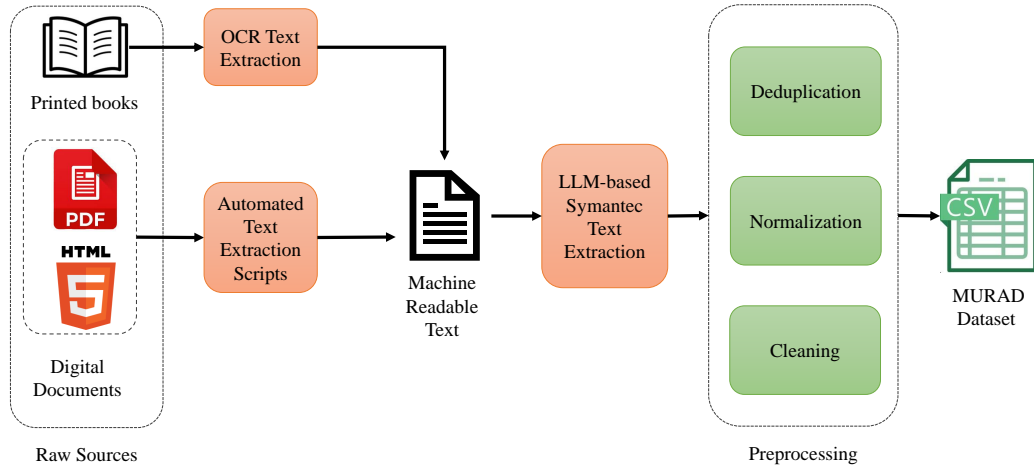 Printed books
PDF
HTML
5
Digital
Documents
Raw Sources
OCR Text
Extraction
Automated
Text
Extraction
Scripts
Machine
Readable
Text
LLM-based
Symantec
Text
Extraction
Deduplication
Normalization
Cleaning
Preprocessing
CSV
MURAD
Dataset